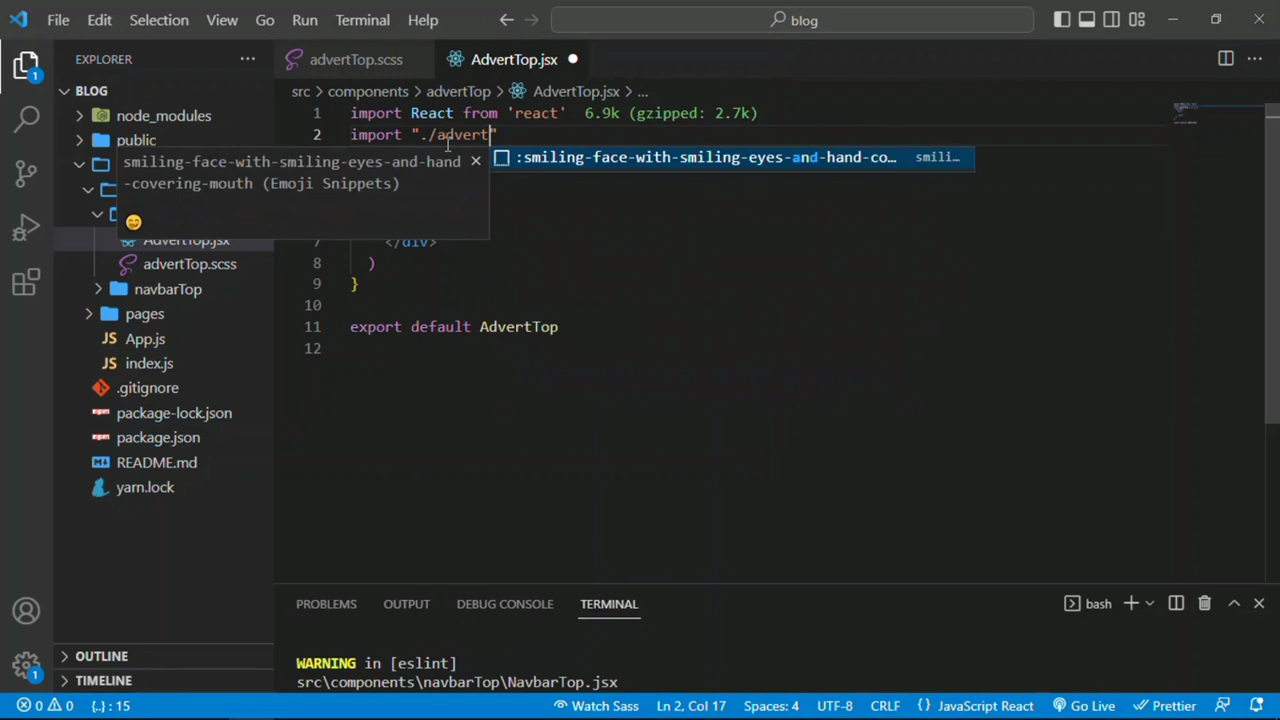 File Edit Selection View Go Run Terminal Help
blog
EXPLORER
advertTop.scss
AdvertTop.jsx
BLOG
src > components > advertTop > AdvertTop.jsx > ...
node_modules
public
AdvertTop.jsx
advertTop.scss
navbarTop
pages
App.js
index.js
.gitignore
package-lock.json
package.json
README.md
yarn.lock
OUTLINE
TIMELINE
1 import React from 'react' 6.9k (gzipped: 2.7k)
2 import "./advert"
:smiling-face-with-smiling-eyes-and-hand-co... smili...
smiling-face-with-smiling-eyes-and-hand
-covering-mouth (Emoji Snippets)
😊
7 </div>
8 )
9 }
10
11 export default AdvertTop
12
PROBLEMS OUTPUT DEBUG CONSOLE TERMINAL
bash
WARNING in [eslint]
src\components\navbarTop\NavbarTop.jsx
1
1
0 0 {..} : 15 Watch Sass Ln 2, Col 17 Spaces: 4 UTF-8 CRLF {} JavaScript React Go Live Prettier